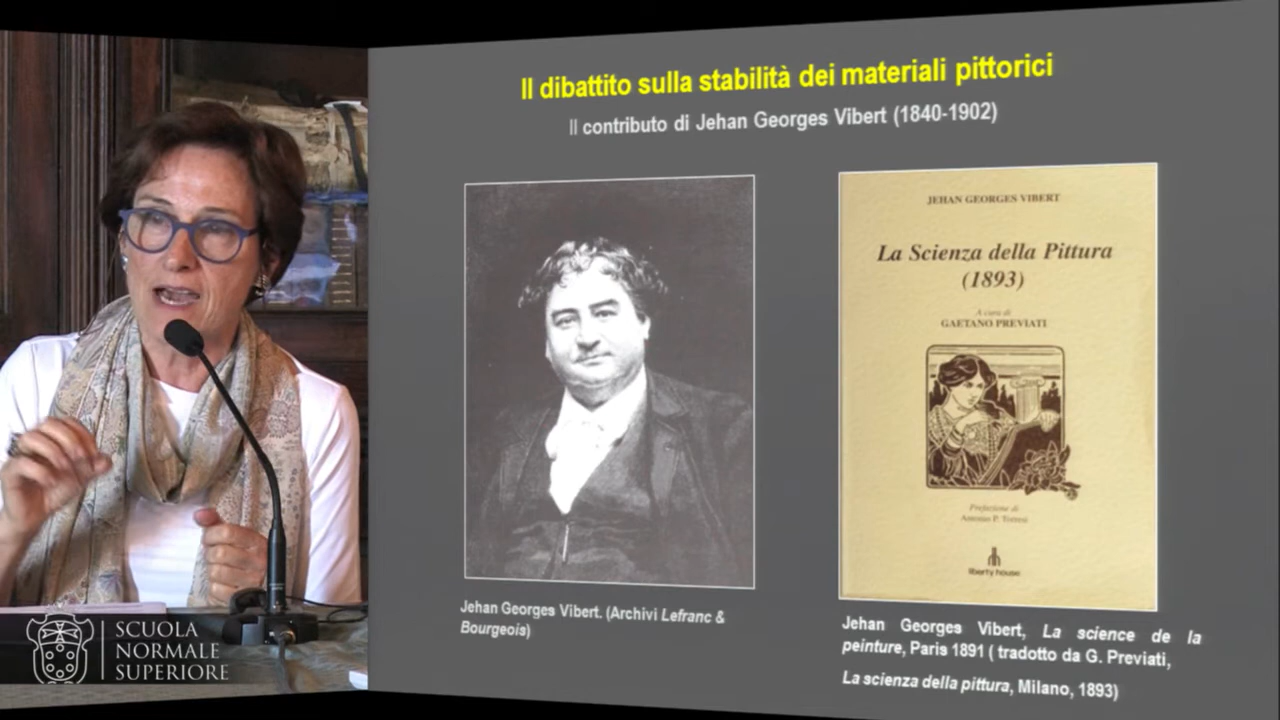 Il dibattito sulla stabilità dei materiali pittorici
Il contributo di Jehan Georges Vibert (1840-1902)
JEHAN GEORGES VIBERT
La Scienza della Pittura
(1893)
A cura di
GAETANO PREVIATI
Prefazione di
Antonio P. Torresi
liberty house
Jehan Georges Vibert. (Archivi Lefranc &
Bourgeois)
Jehan Georges Vibert, La science de la
peinture, Paris 1891 ( tradotto da G. Previati,
La scienza della pittura, Milano, 1893)
SCUOLA
NORMALE
SUPERIORE